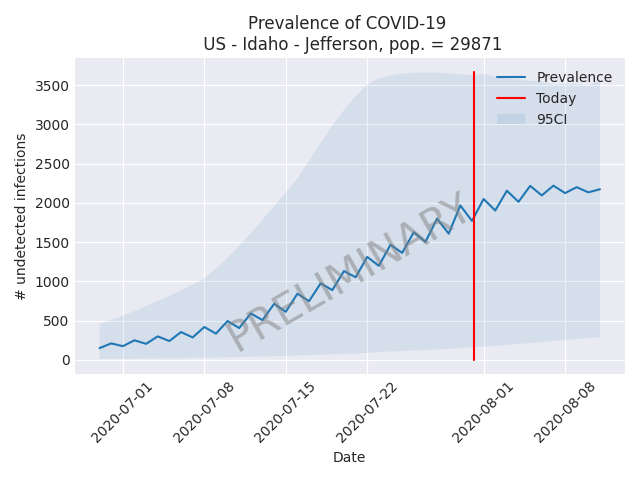 Prevalence of COVID-19
US - Idaho - Jefferson, pop. = 29871
# undetected infections
3500
3000
2500
2000
1500
1000
500
0
Prevalence
Today
95CI
PRELIMINARY
2020-07-01
2020-07-08
2020-07-15
2020-07-22
2020-08-01
2020-08-08
Date